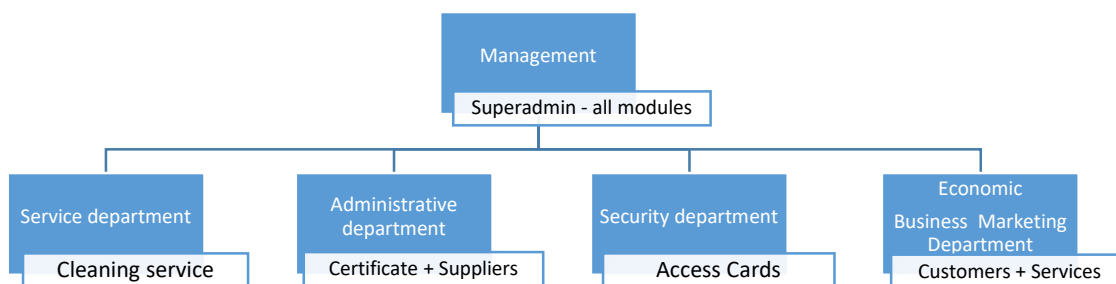 Management
Superadmin - all modules
Service department
Cleaning service
Administrative
department
Certificate + Suppliers
Security department
Access Cards
Economic
Business Marketing
Department
Customers + Services